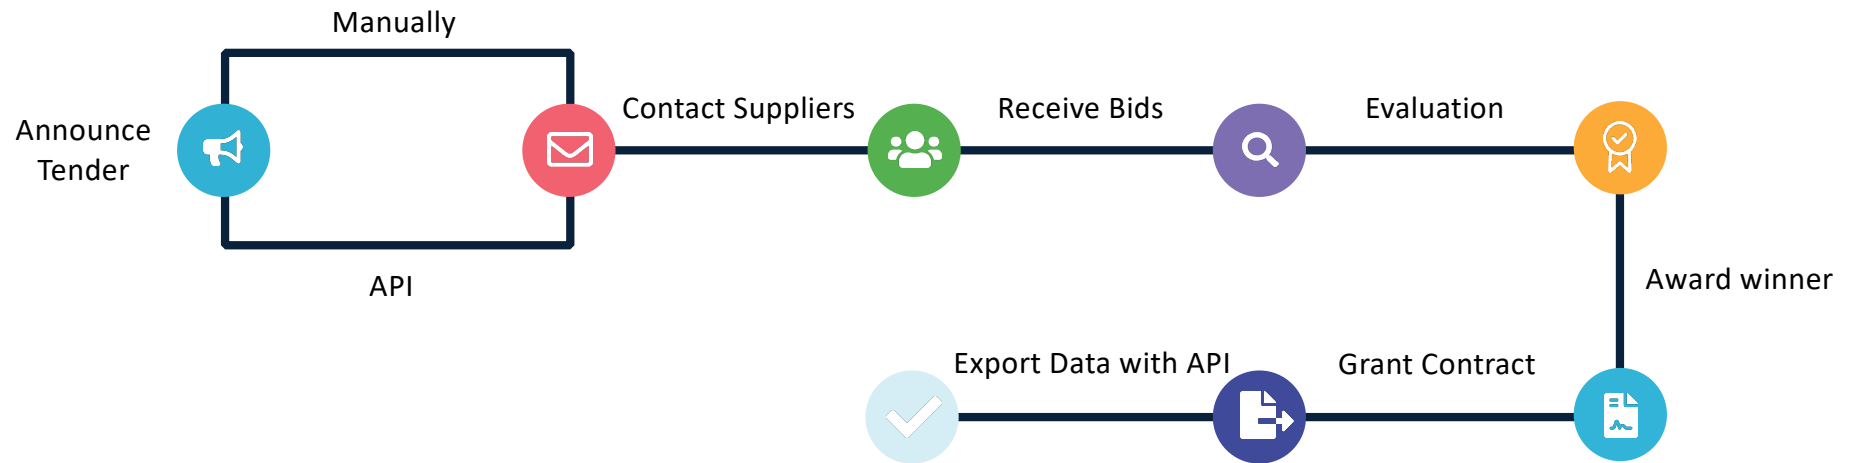 Manually
Announce
Tender
API
Contact Suppliers
Receive Bids
Evaluation
Award winner
Grant Contract
Export Data with API